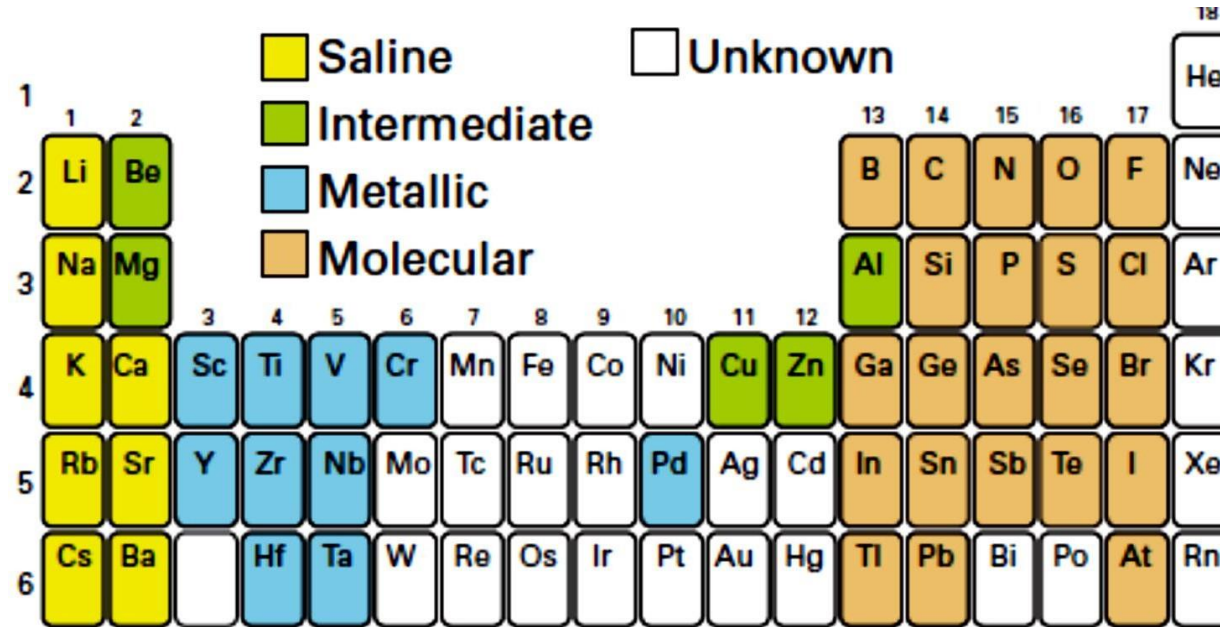 18
Saline Unknown
He
1
1 2 13 14 15 16 17
Intermediate
2 Li Be B C N O F Ne
Metallic
Molecular
3 Na Mg Al Si P S Cl Ar
3 4 5 6 7 8 9 10 11 12
4 K Ca Sc Ti V Cr Mn Fe Co Ni Cu Zn Ga Ge As Se Br Kr
5 Rb Sr Y Zr Nb Mo Tc Ru Rh Pd Ag Cd In Sn Sb Te I Xe
6 Cs Ba Hf Ta W Re Os Ir Pt Au Hg Tl Pb Bi Po At Rn